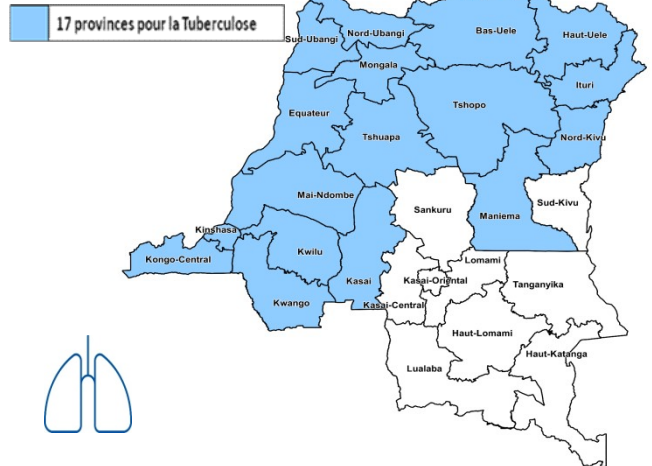 17 provinces pour la Tuberculose
Sud-Ubangi
Nord-Ubangi
Bas-Uele
Haut-Uele
Mongala
Ituri
Equateur
Tshopo
Tshuapa
Nord-Kivu
Mai-Ndombe
Sankuru
Maniema
Sud-Kivu
Kinshasa
Kongo-Central
Kwilu
Lomami
Kasai
Kasai-Oriental
Tanganyika
Kwango
Kasai-Central
Haut-Lomami
Haut-Katanga
Lualaba